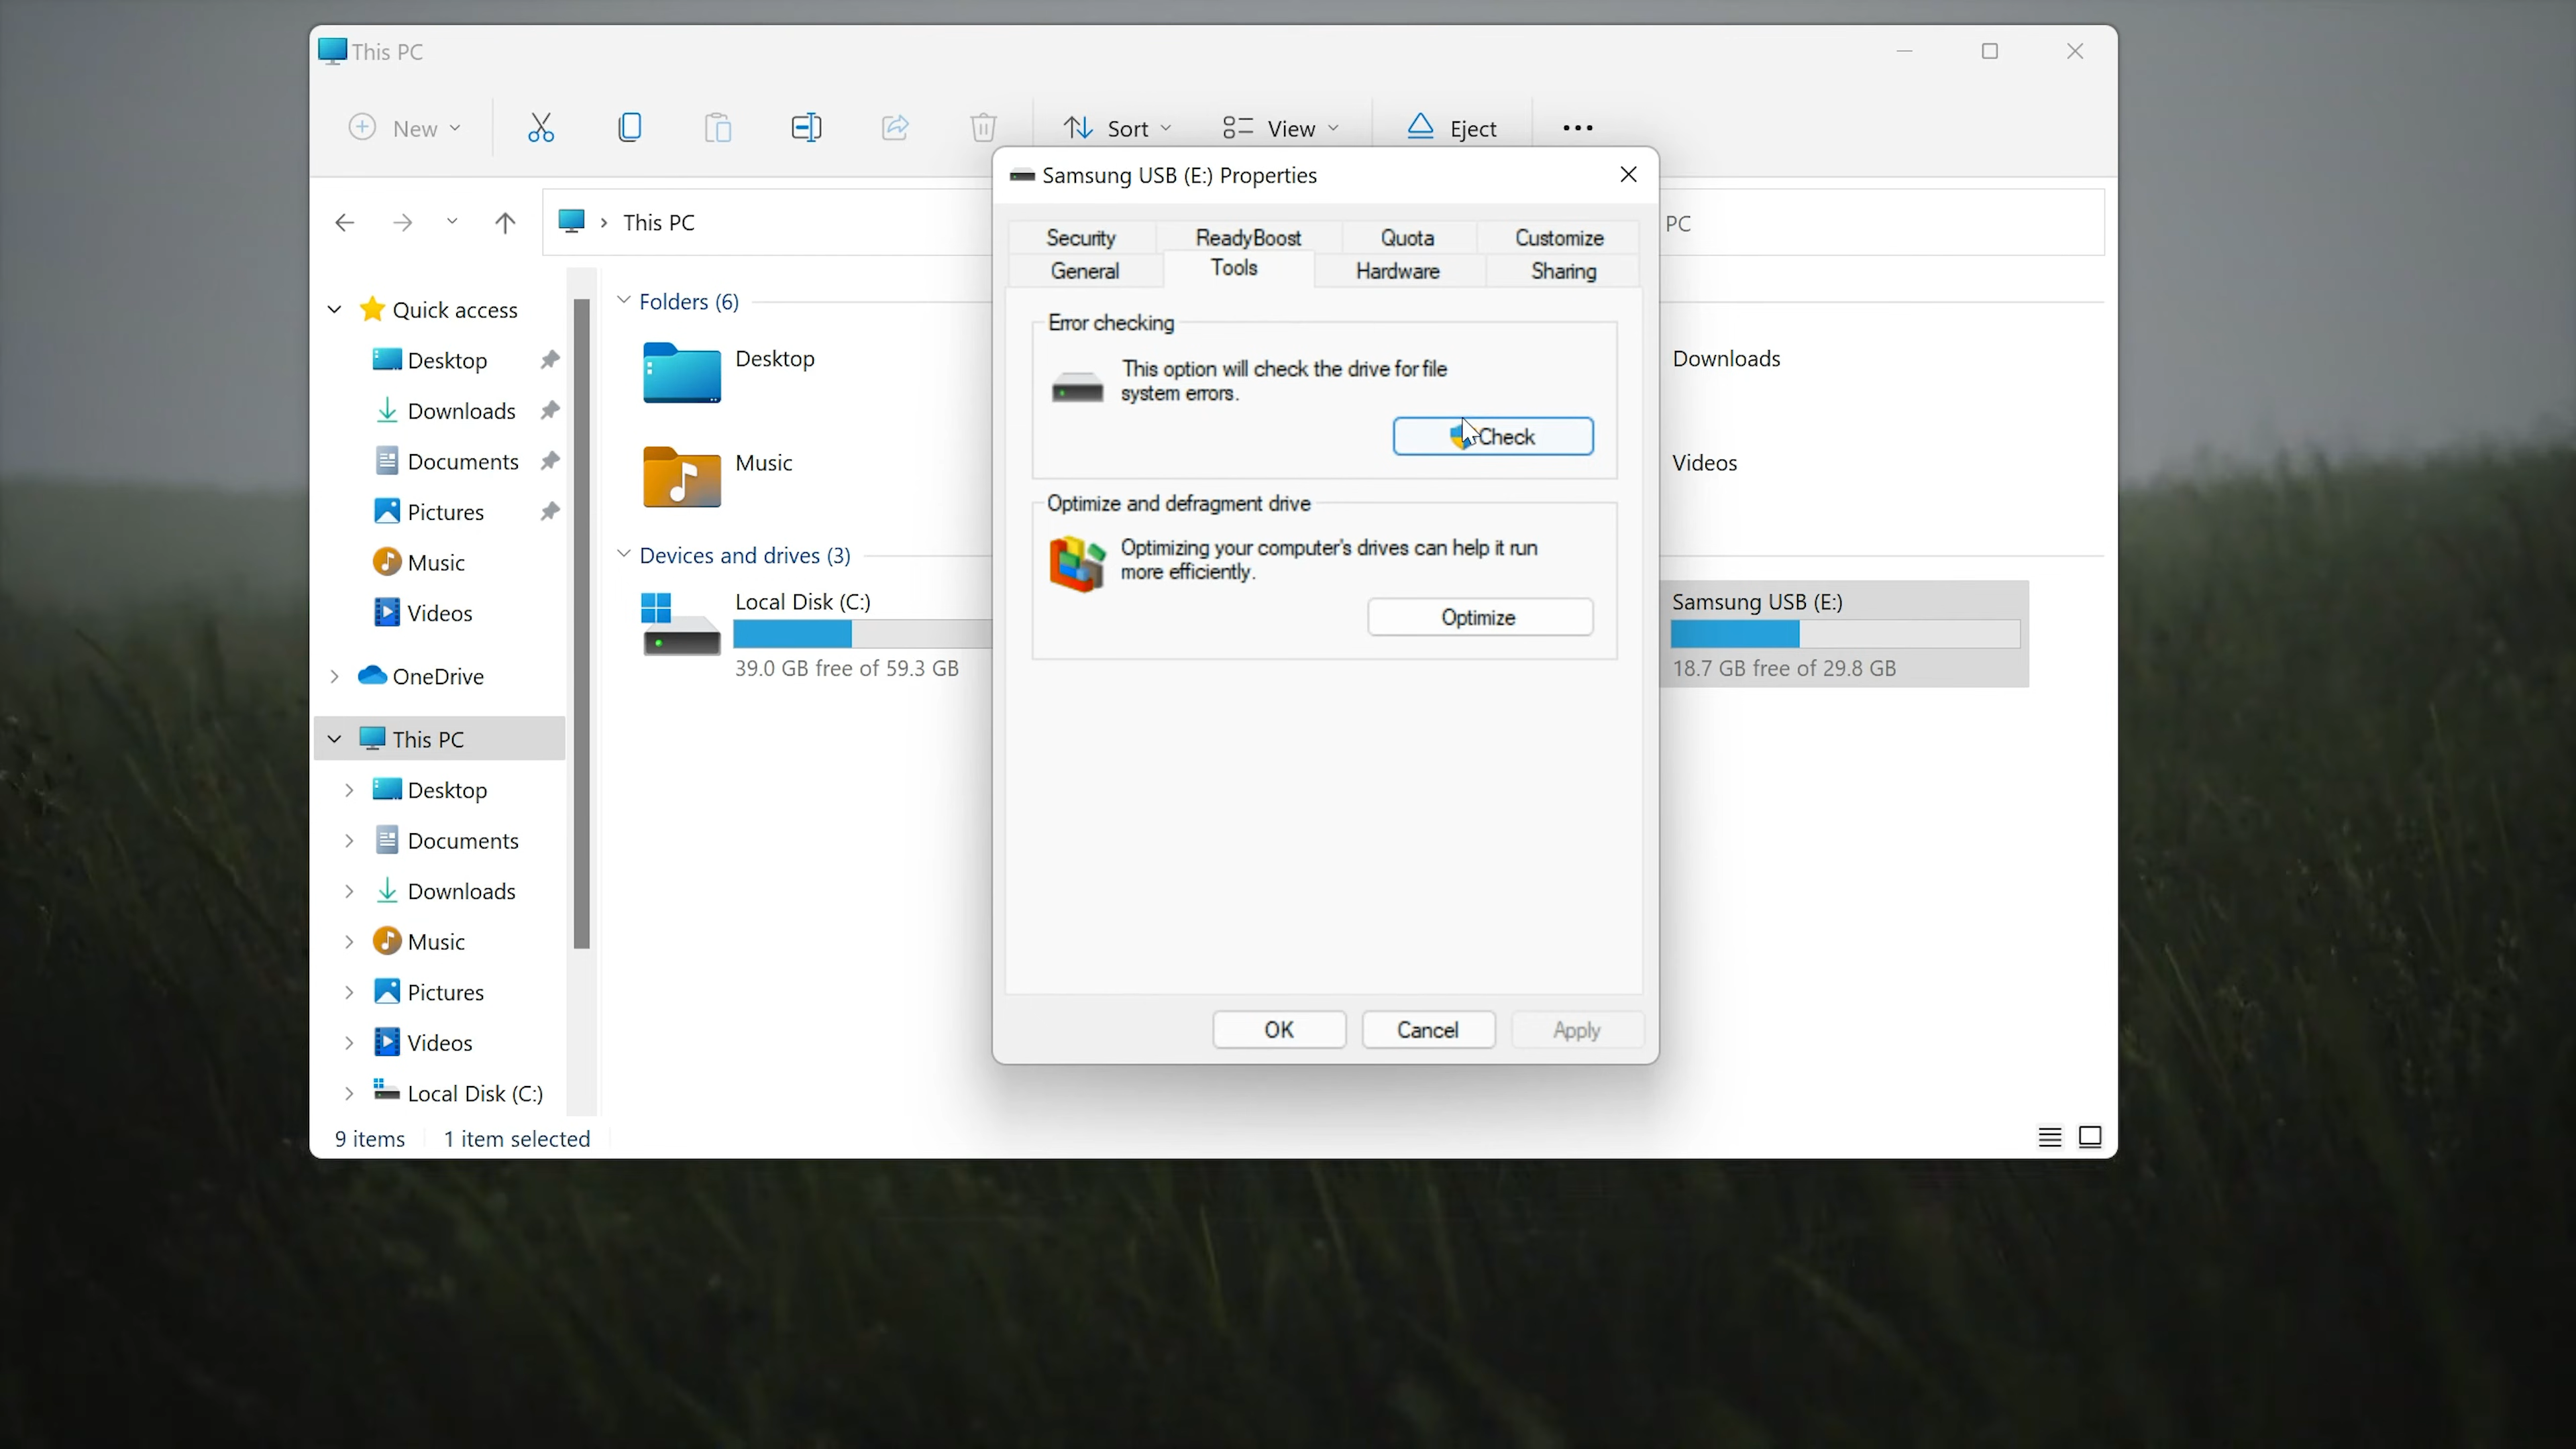 This PC
New
Sort
View
Eject
This PC
PC
Quick access
Desktop
Downloads
Documents
Pictures
Music
Videos
OneDrive
This PC
Desktop
Documents
Downloads
Music
Pictures
Videos
Local Disk (C:)
Folders (6)
Desktop
Music
Downloads
Videos
Devices and drives (3)
Local Disk (C:)
39.0 GB free of 59.3 GB
Samsung USB (E:)
18.7 GB free of 29.8 GB
Samsung USB (E:) Properties
Security ReadyBoost Quota Customize
General Tools Hardware Sharing
Error checking
This option will check the drive for file
system errors.
Check
Optimize and defragment drive
Optimizing your computer's drives can help it run
more efficiently.
Optimize
OK Cancel Apply
9 items 1 item selected